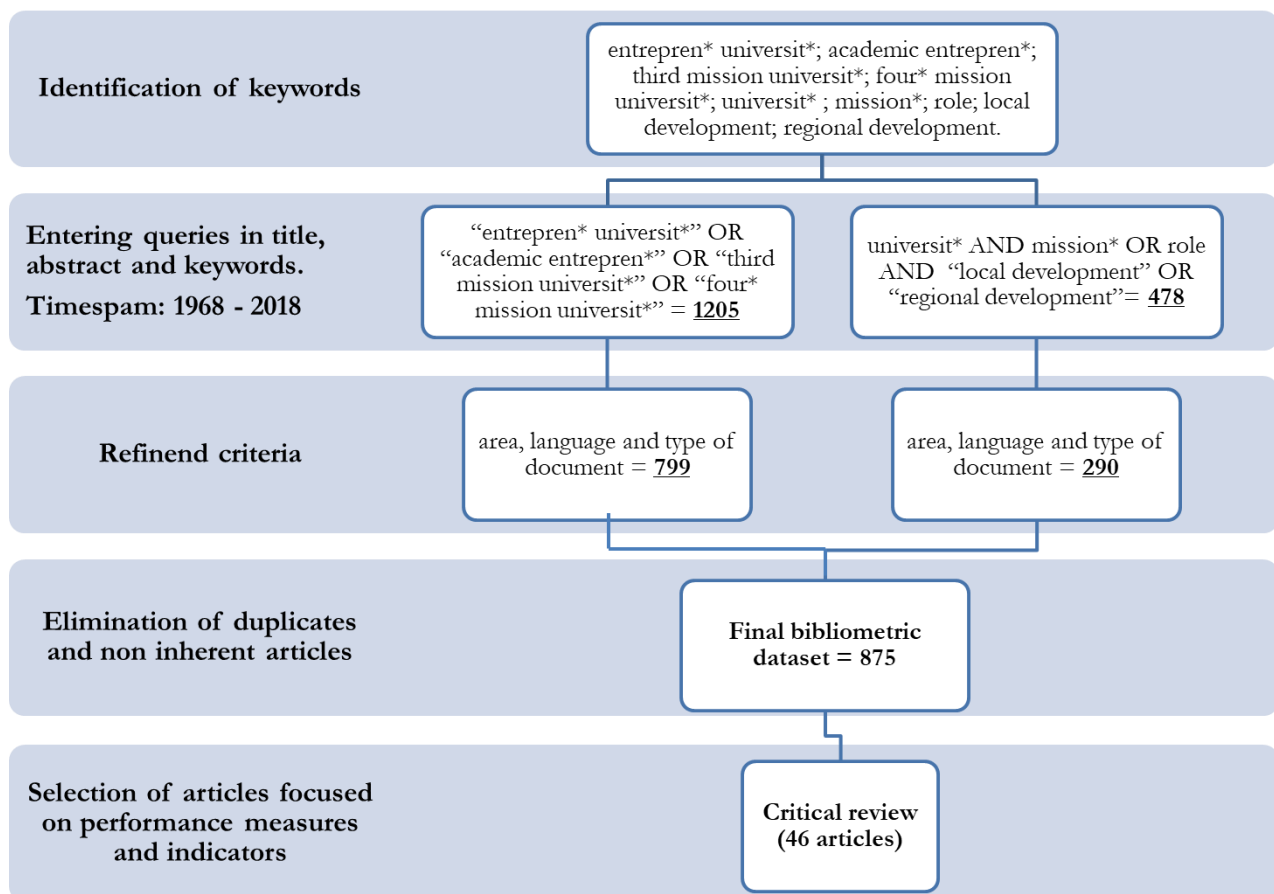 Identification of keywords
entrepren* universit*; academic entrepren*;
third mission universit*; four* mission
universit*; universit* ; mission*; role; local
development; regional development.
Entering queries in title,
abstract and keywords.
Timespam: 1968 - 2018
“entrepren* universit*” OR
“academic entrepren*” OR “third
mission universit*” OR “four*
mission universit*” = 1205
universit* AND mission* OR role
AND “local development” OR
“regional development”= 478
Refinend criteria
area, language and type of
document = 799
area, language and type of
document = 290
Elimination of duplicates
and non inherent articles
Final bibliometric
dataset = 875
Selection of articles focused
on performance measures
and indicators
Critical review
(46 articles)